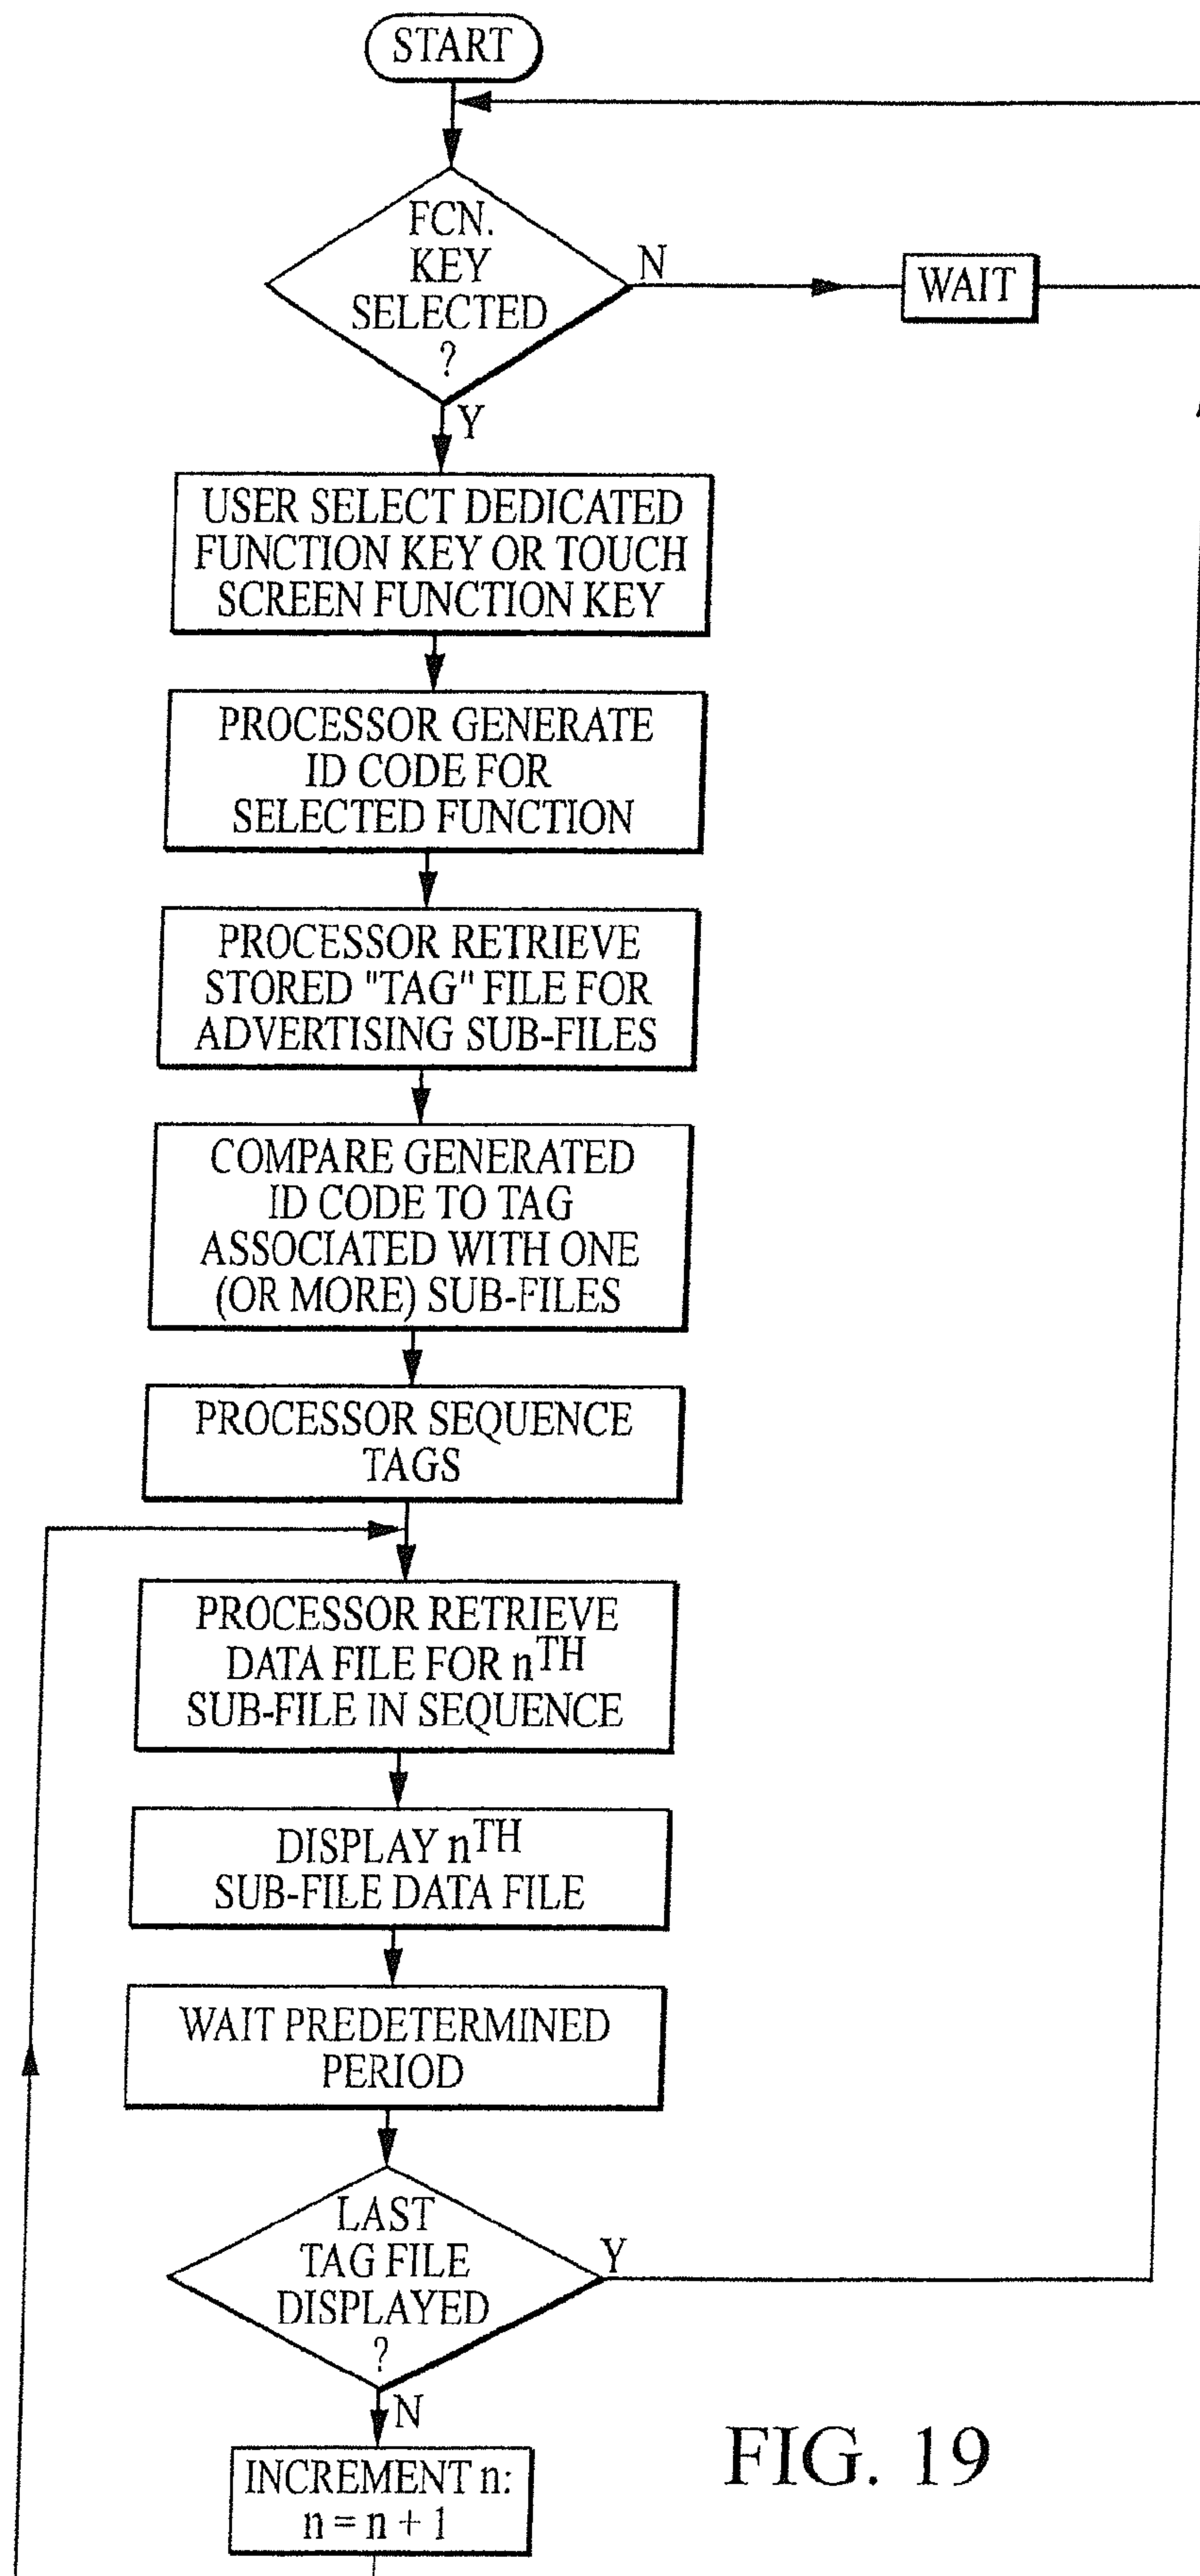 START
FCN.
KEY
SELECTED
?
N
WAIT
Y
USER SELECT DEDICATED
FUNCTION KEY OR TOUCH
SCREEN FUNCTION KEY
PROCESSOR GENERATE
ID CODE FOR
SELECTED FUNCTION
PROCESSOR RETRIEVE
STORED "TAG" FILE FOR
ADVERTISING SUB-FILES
COMPARE GENERATED
ID CODE TO TAG
ASSOCIATED WITH ONE
(OR MORE) SUB-FILES
PROCESSOR SEQUENCE
TAGS
PROCESSOR RETRIEVE
DATA FILE FOR nTH
SUB-FILE IN SEQUENCE
DISPLAY nTH
SUB-FILE DATA FILE
WAIT PREDETERMINED
PERIOD
LAST
TAG FILE
DISPLAYED
?
Y
N
INCREMENT n:
n = n + 1
FIG. 19